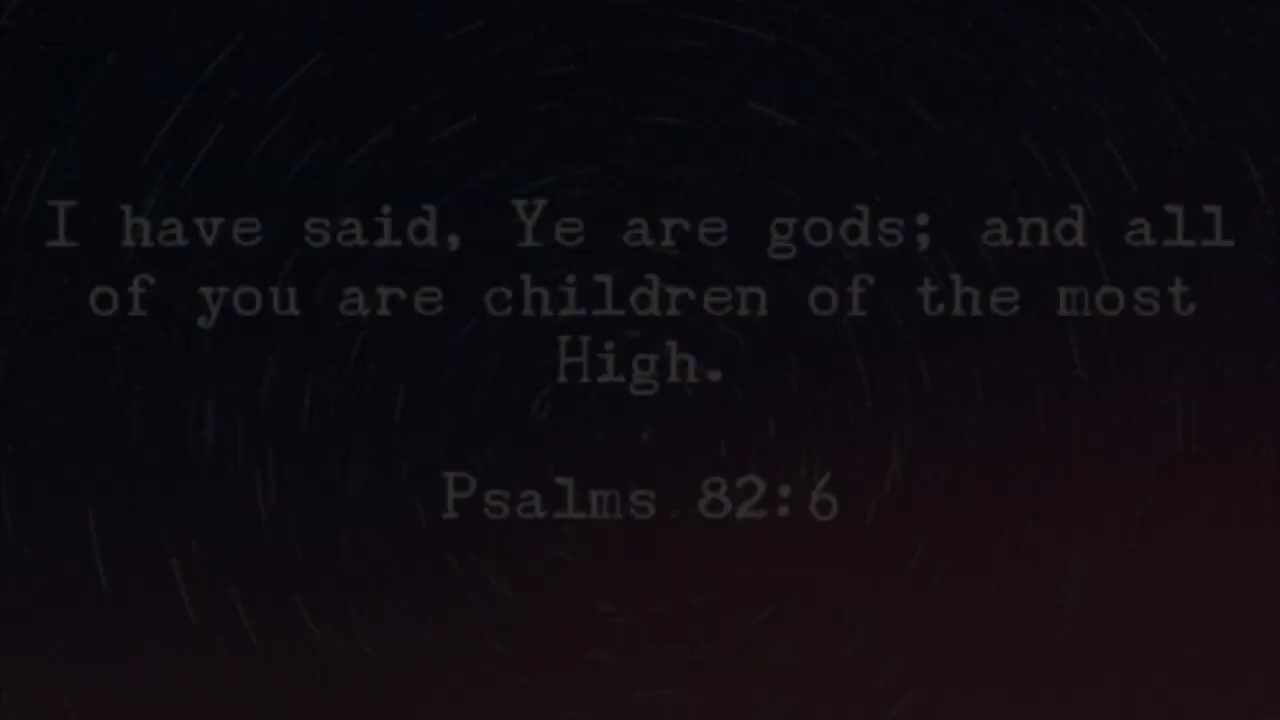 I have said, Ye are gods; and all
of you are children of the most
High.
Psalms 82:6